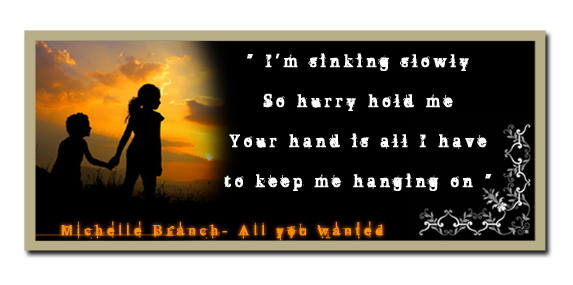 " I'm sinking slowly
So hurry hold me
Your hand is all I have
to keep me hanging on "
Michelle Branch- All you wanted